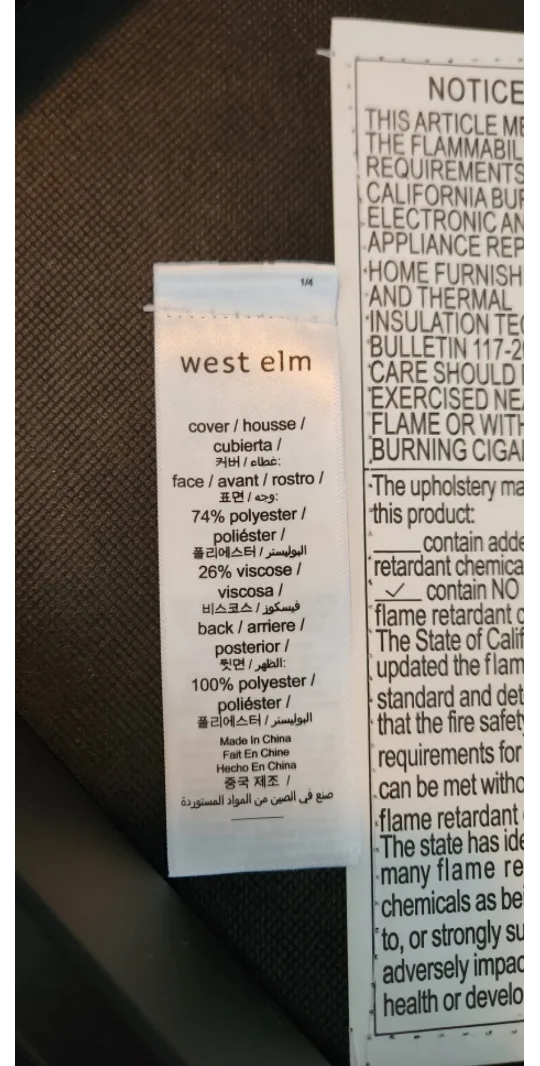 1/4
west elm
cover / housse /
cubierta /
커버 / غطاء:
face / avant / rostro /
표면 / وجه:
74% polyester /
poliéster /
폴리에스터 / البوليستر
26% viscose /
viscosa /
비스코스 / فيسكوز
back / arriere /
posterior /
뒷면 / الظهر:
100% polyester /
poliéster /
폴리에스터 / البوليستر
Made In China
Fait En Chine
Hecho En China
중국 제조 /
صنع في الصين من المواد المستوردة
NOTICE
THIS ARTICLE ME
THE FLAMMABIL
REQUIREMENTS
CALIFORNIA BUR
ELECTRONIC AN
APPLIANCE REP
HOME FURNISH
AND THERMAL
INSULATION TEC
BULLETIN 117-2
CARE SHOULD
EXERCISED NEA
FLAME OR WITH
BURNING CIGA
The upholstery ma
this product:
____contain adde
retardant chemica
✓ contain NO
flame retardant c
The State of Calif
updated the flam
standard and det
that the fire safety
requirements for
can be met witho
flame retardant
The state has ide
many flame re
chemicals as bei
to, or strongly su
adversely impac
health or develo